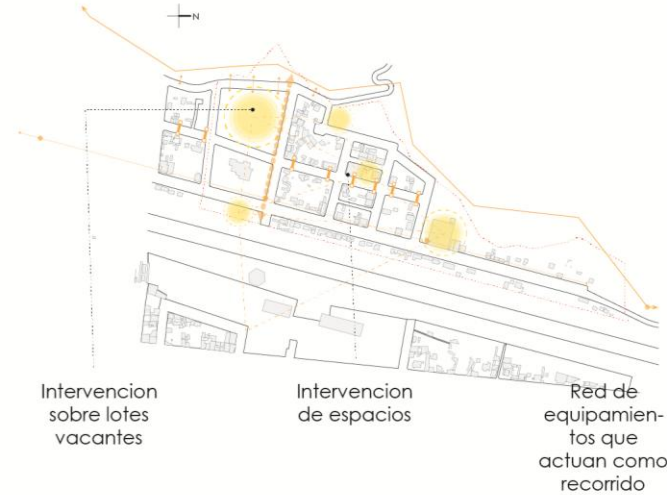 N
Intervencion
sobre lotes
vacantes
Intervencion
de espacios
Red de
equipamien-
tos que
actuan como
recorrido